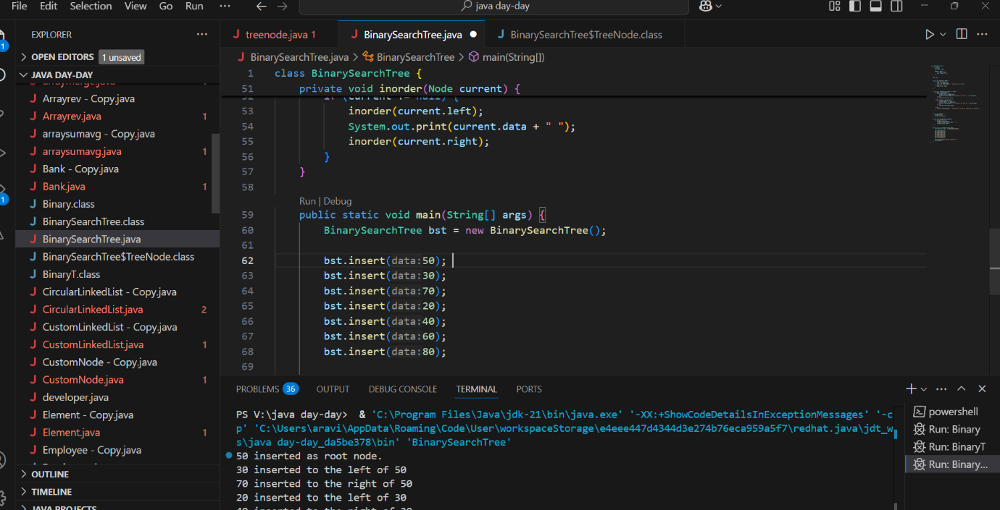 File Edit Selection View Go Run ··· java day-day
EXPLORER ···
OPEN EDITORS 1 unsaved
JAVA DAY-DAY
arraymerge.java 1
Arrayrev - Copy.java
Arrayrev.java 1
arraysumavg - Copy.java
arraysumavg.java 1
Bank - Copy.java
Bank.java 1
Binary.class
BinarySearchTree.class
BinarySearchTree.java
BinarySearchTree$TreeNode.class
BinaryT.class
CircularLinkedList - Copy.java
CircularLinkedList.java 2
CustomLinkedList - Copy.java
CustomLinkedList.java 1
CustomNode - Copy.java
CustomNode.java 1
developer.java
Element - Copy.java
Element.java 1
Employee - Copy.java
OUTLINE
TIMELINE
JAVA PROJECTS
1
1
treenode.java 1 BinarySearchTree.java BinarySearchTree$TreeNode.class
BinarySearchTree.java > BinarySearchTree > main(String[])
1 class BinarySearchTree {
51 private void inorder(Node current) {
52 if (current != null) {
53 inorder(current.left);
54 System.out.print(current.data + " ");
55 inorder(current.right);
56 }
57 }
58
Run | Debug
59 public static void main(String[] args) {
60 BinarySearchTree bst = new BinarySearchTree();
61
62 bst.insert(data:50);
63 bst.insert(data:30);
64 bst.insert(data:70);
65 bst.insert(data:20);
66 bst.insert(data:40);
67 bst.insert(data:60);
68 bst.insert(data:80);
69
PROBLEMS 36 OUTPUT DEBUG CONSOLE TERMINAL PORTS
PS V:\java day-day> & 'C:\Program Files\Java\jdk-21\bin\java.exe' '-XX:+ShowCodeDetailsInExceptionMessages' '-c
p' 'C:\Users\aravi\AppData\Roaming\Code\User\workspaceStorage\e4eee447d4344d3e274b76eca959a5f7\redhat.java\jdt_w
s\java day-day_da5be378\bin' 'BinarySearchTree'
50 inserted as root node.
30 inserted to the left of 50
70 inserted to the right of 50
20 inserted to the left of 30
40 inserted to the right of 30
powershell
Run: Binary
Run: BinaryT
Run: Binary...